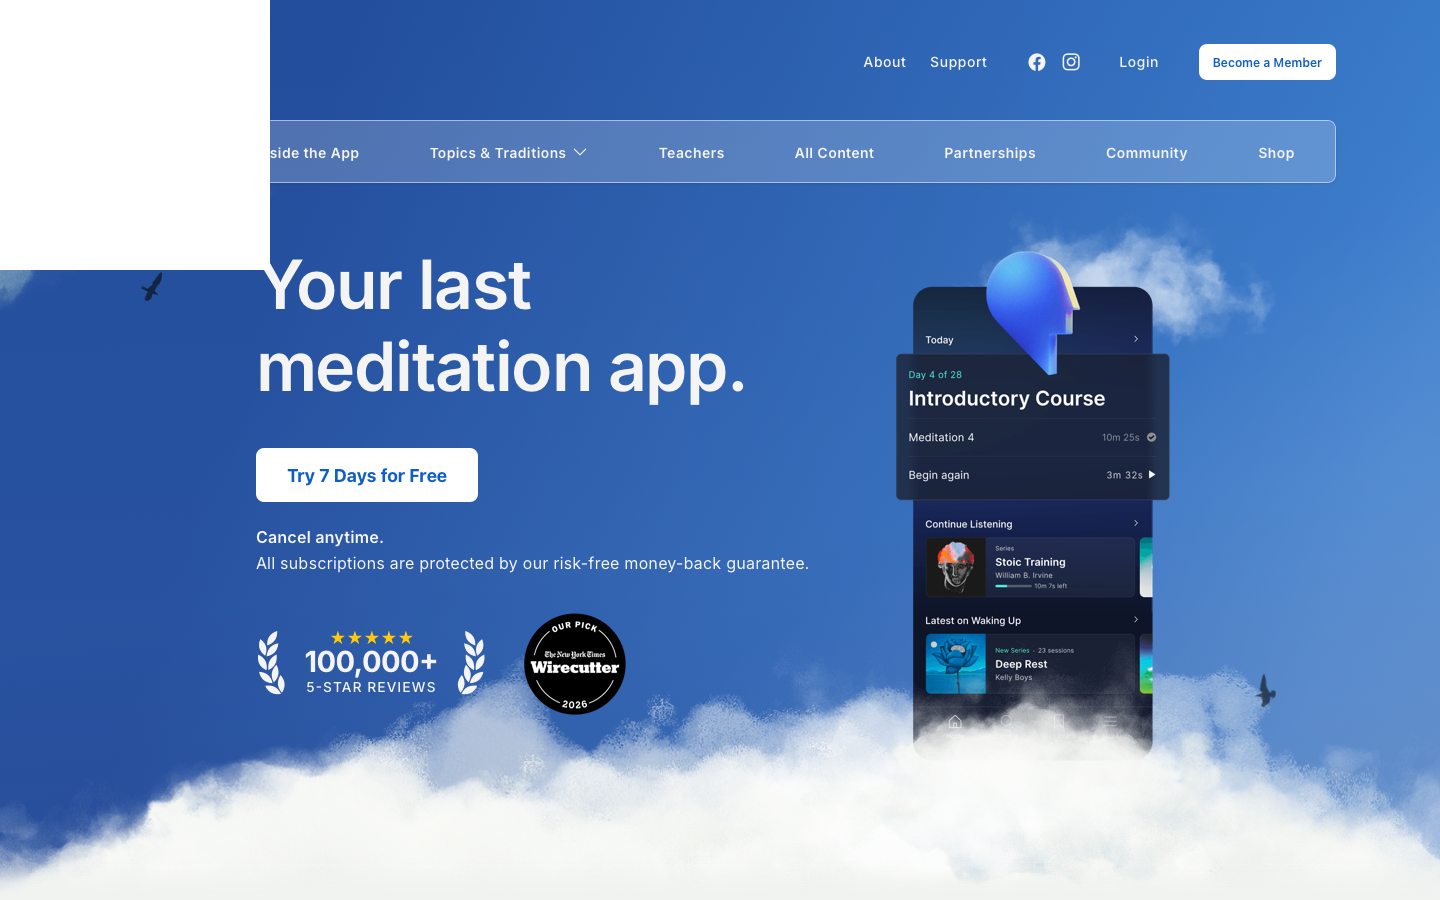 About Support Login Become a Member
side the App Topics & Traditions Teachers All Content Partnerships Community Shop
Your last
meditation app.
Try 7 Days for Free
Cancel anytime.
All subscriptions are protected by our risk-free money-back guarantee.
★★★★★
100,000+
5-STAR REVIEWS
OUR PICK
The New York Times
Wirecutter
2026
Today
Day 4 of 28
Introductory Course
Meditation 4 10m 25s
Begin again 3m 32s
Continue Listening
Series
Stoic Training
William B. Irvine
10m 7s left
Latest on Waking Up
New Series · 23 sessions
Deep Rest
Kelly Boys